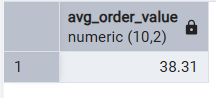 avg_order_value
numeric (10,2)
1 38.31